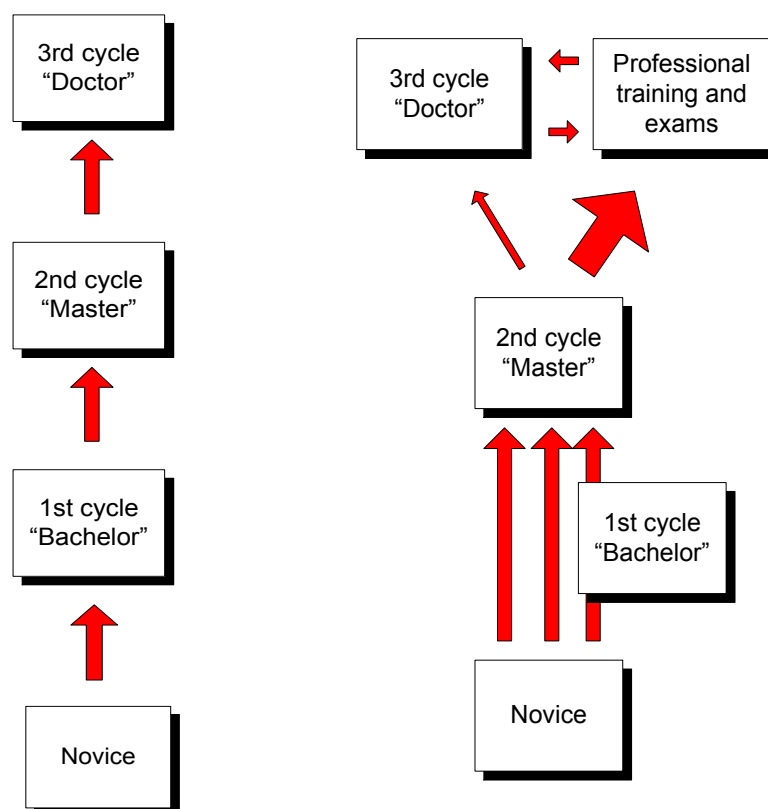 3rd cycle
“Doctor”
2nd cycle
“Master”
1st cycle
“Bachelor”
Novice
3rd cycle
“Doctor”
Professional
training and
exams
2nd cycle
“Master”
1st cycle
“Bachelor”
Novice